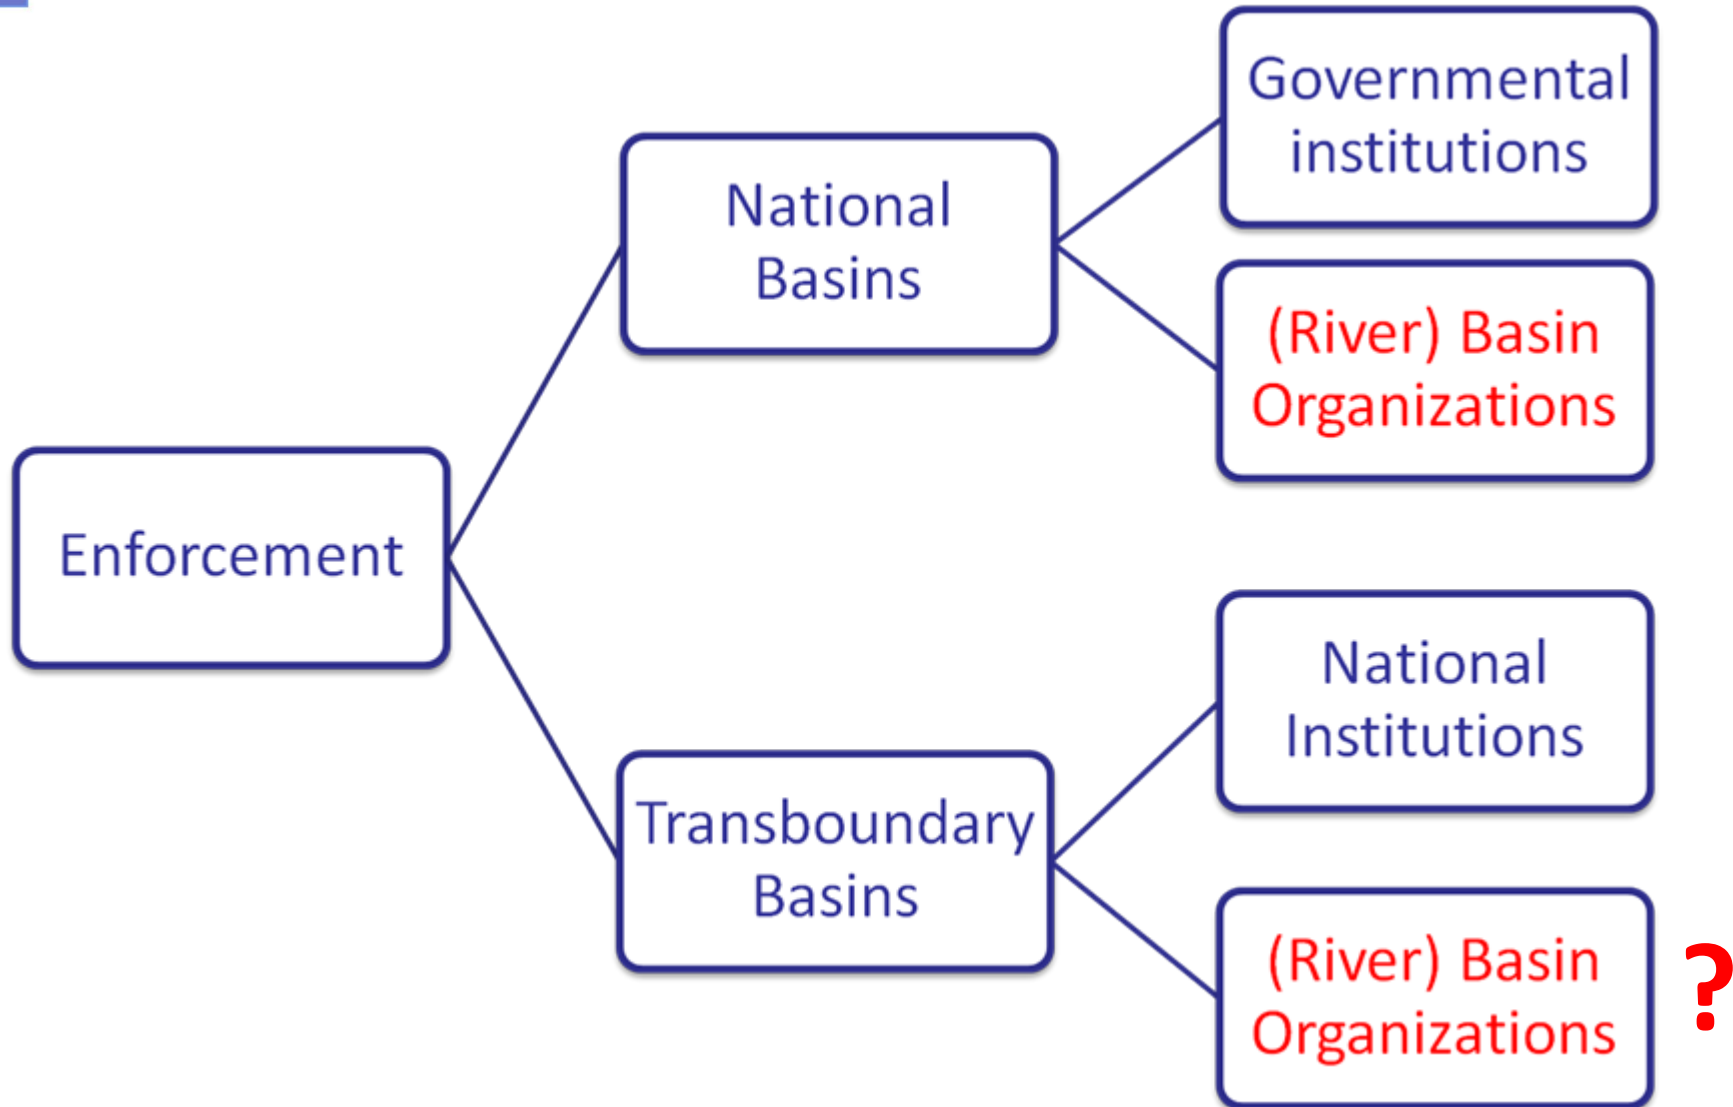 Governmental
institutions
National
Basins
(River) Basin
Organizations
Enforcement
National
Institutions
Transboundary
Basins
(River) Basin
Organizations
?